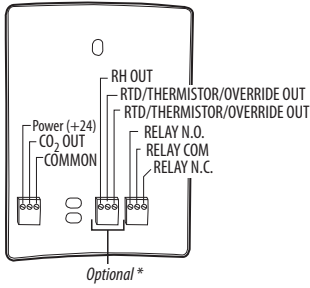 RH OUT
RTD/THERMISTOR/OVERRIDE OUT
RTD/THERMISTOR/OVERRIDE OUT
Power (+24)
CO2 OUT
COMMON
RELAY N.O.
RELAY COM
RELAY N.C.
Optional *